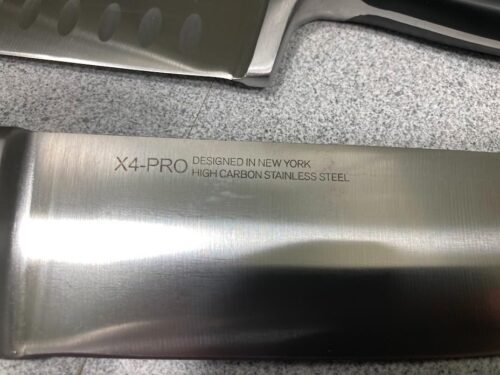 X4-PRO DESIGNED IN NEW YORK
HIGH CARBON STAINLESS STEEL